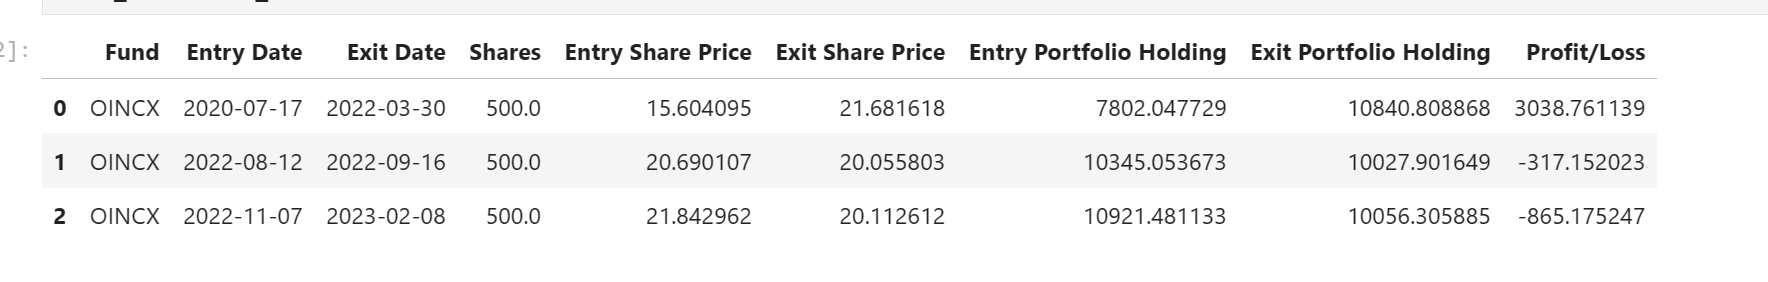 2]:
Fund Entry Date Exit Date Shares Entry Share Price Exit Share Price Entry Portfolio Holding Exit Portfolio Holding Profit/Loss
0 OINCX 2020-07-17 2022-03-30 500.0 15.604095 21.681618 7802.047729 10840.808868 3038.761139
1 OINCX 2022-08-12 2022-09-16 500.0 20.690107 20.055803 10345.053673 10027.901649 -317.152023
2 OINCX 2022-11-07 2023-02-08 500.0 21.842962 20.112612 10921.481133 10056.305885 -865.175247